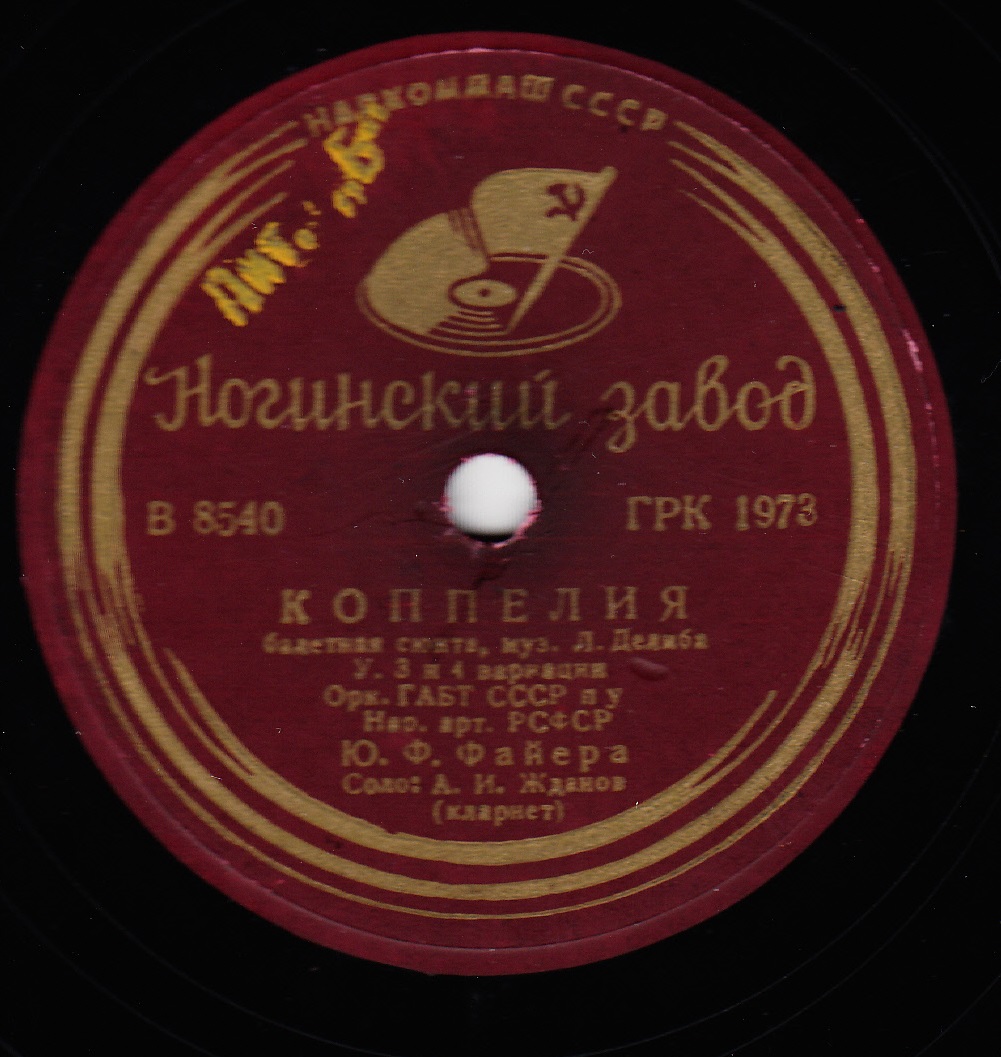 НАРКОММАШ СССР
Ногинский завод
В 8540
ГРК 1973
КОППЕЛИЯ
балетная сюита, муз. Л. Делиба
У. 3 и 4 вариации
Орк. ГАБТ СССР п/у
Нар. арт. РСФСР
Ю. Ф. Файера
Соло: А. И. Жданов
(кларнет)